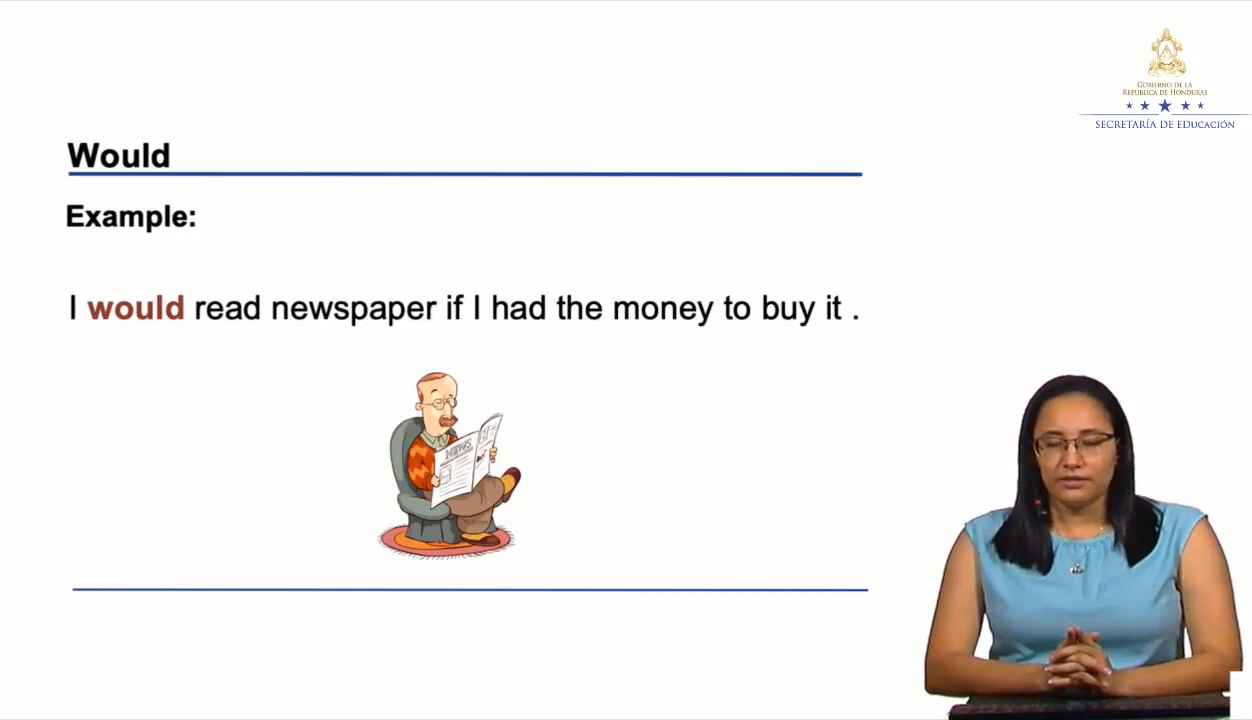 GOBIERNO DE LA
REPÚBLICA DE HONDURAS
SECRETARÍA DE EDUCACIÓN
Would
Example:
I would read newspaper if I had the money to buy it .
NEWS